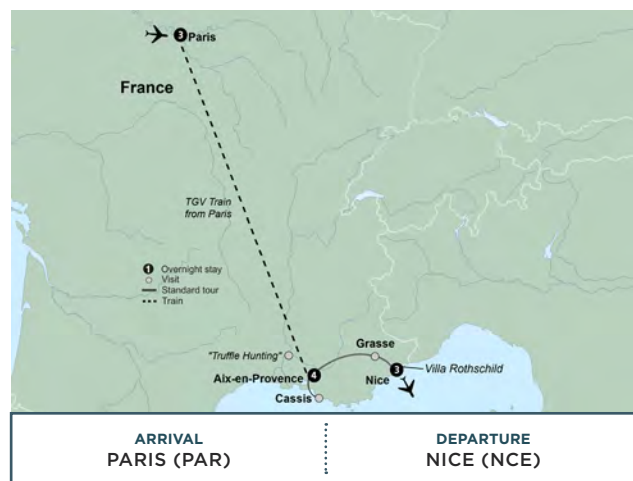 3
Paris
France
TGV Train
from Paris
1 Overnight stay
Visit
Standard tour
Train
"Truffle Hunting"
Grasse
Aix-en-Provence 4
3
Nice
Villa Rothschild
Cassis
ARRIVAL
PARIS (PAR)
DEPARTURE
NICE (NCE)